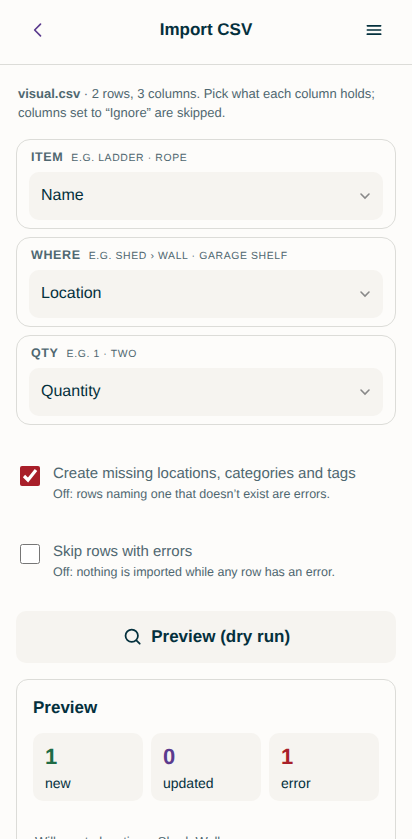 Import CSV
visual.csv · 2 rows, 3 columns. Pick what each column holds;
columns set to “Ignore” are skipped.
ITEM E.G. LADDER · ROPE
Name
WHERE E.G. SHED › WALL · GARAGE SHELF
Location
QTY E.G. 1 · TWO
Quantity
Create missing locations, categories and tags
Off: rows naming one that doesn’t exist are errors.
Skip rows with errors
Off: nothing is imported while any row has an error.
Preview (dry run)
Preview
1 0 1
new updated error